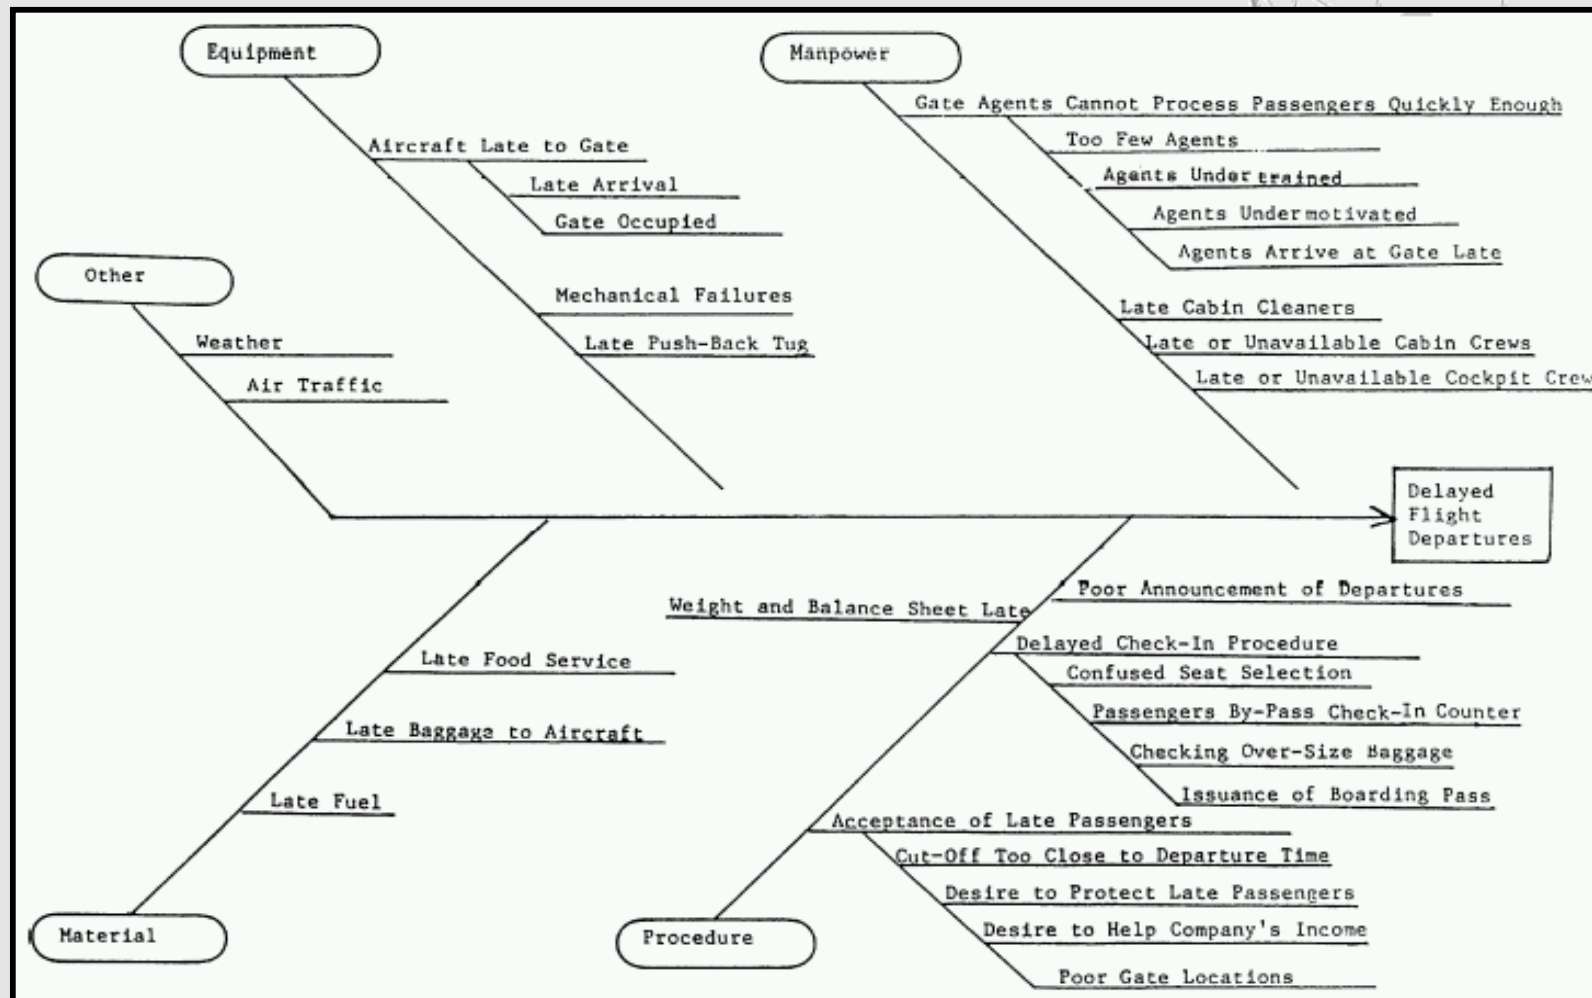 Equipment
Manpower
Gate Agents Cannot Process Passengers Quickly Enough
Too Few Agents
Agents Undertrained
Agents Undermotivated
Agents Arrive at Gate Late
Aircraft Late to Gate
Late Arrival
Gate Occupied
Other
Mechanical Failures
Late Push-Back Tug
Late Cabin Cleaners
Late or Unavailable Cabin Crews
Late or Unavailable Cockpit Crew
Weather
Air Traffic
Delayed
Flight
Departures
Poor Announcement of Departures
Weight and Balance Sheet Late
Delayed Check-In Procedure
Confused Seat Selection
Passengers By-Pass Check-In Counter
Checking Over-Size Baggage
Issuance of Boarding Pass
Late Food Service
Late Baggage to Aircraft
Late Fuel
Acceptance of Late Passengers
Cut-Off Too Close to Departure Time
Desire to Protect Late Passengers
Desire to Help Company's Income
Poor Gate Locations
Material
Procedure